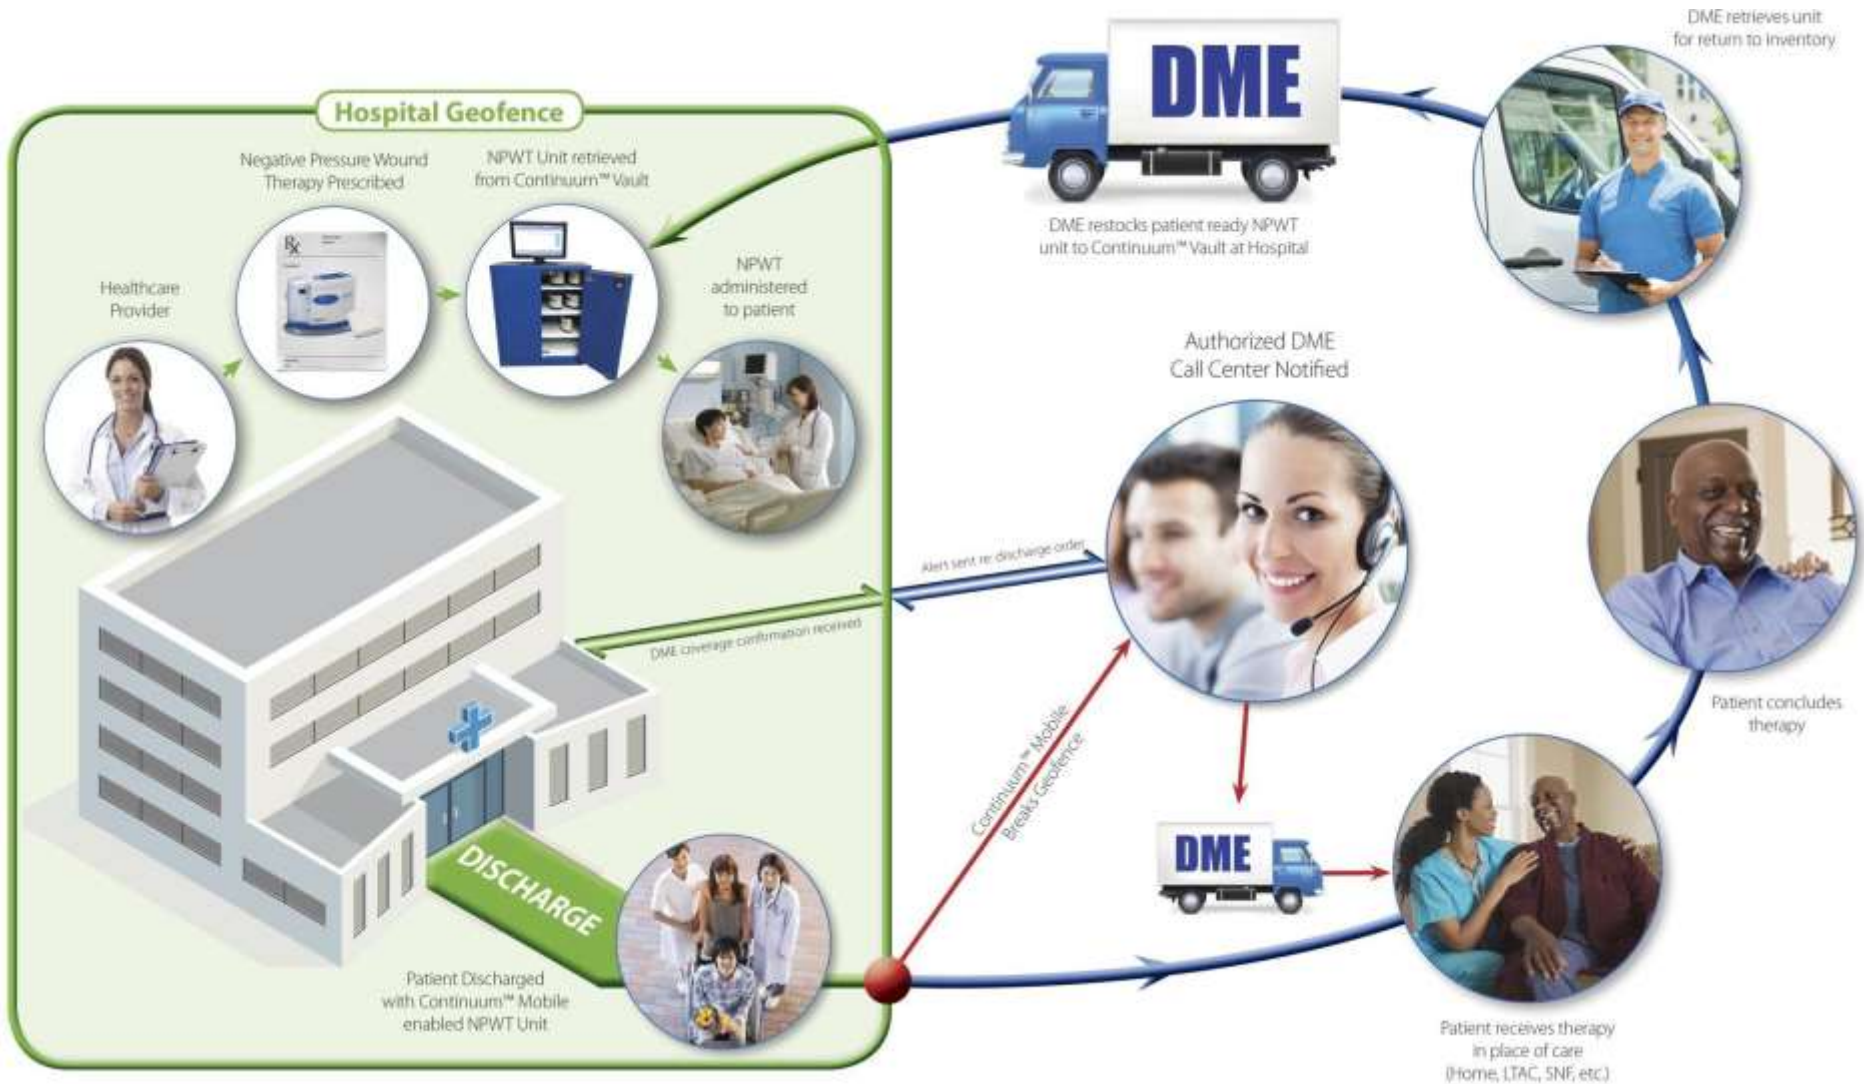 DME retrieves unit
for return to inventory
DME
Hospital Geofence
Negative Pressure Wound
Therapy Prescribed
NPWT Unit retrieved
from Continuum™ Vault
DME restocks patient ready NPWT
unit to Continuum™ Vault at Hospital
Rx
NPWT
administered
to patient
Healthcare
Provider
Authorized DME
Call Center Notified
Alert sent re: discharge order
DME coverage confirmation received
Patient concludes
therapy
Continuum™ Mobile
Breaks Geofence
DME
DISCHARGE
Patient Discharged
with Continuum™ Mobile
enabled NPWT Unit
Patient receives therapy
in place of care
(Home, LTAC, SNF, etc.)